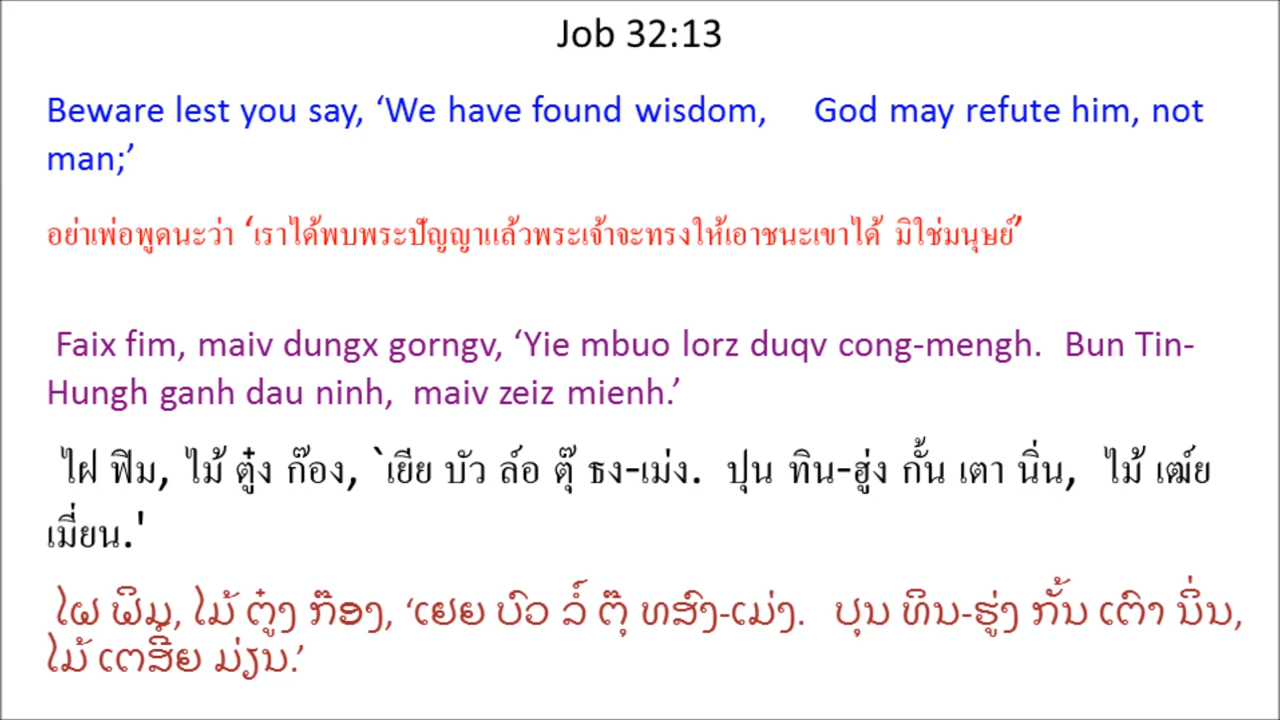 Job 32:13
Beware lest you say, ‘We have found wisdom, God may refute him, not
man;’
อย่าเพ่อพูดนะว่า ‘เราได้พบพระปัญญาแล้วพระเจ้าจะทรงให้เอาชนะเขาได้ มิใช่มนุษย์’
Faix fim, maiv dungx gorngv, ‘Yie mbuo lorz duqv cong-mengh. Bun Tin-
Hungh ganh dau ninh, maiv zeiz mienh.’
ไฝ ฟิม, ไม้ ตู๋ง ก๊อง, `เยีย บัว ล์อ ตุ๊ ธง-เม่ง. ปุน ทิน-ฮู่ง กั้น เตา นิ่น, ไม้ เฒ์ย
เมี่ยน.'
ໄຝ ຟິມ, ໄມ້ ຕູ໋ງ ກ໊ອງ, ‘ເຢຍ ບົວ ລ໌ ຕຸ໊ ທສົງ-ເມ່ງ. ປຸນ ທິນ-ຮູ່ງ ກັ້ນ ເຕົາ ນິ່ນ,
ໄມ້ ເຕສີ໌ຍ ມ່ຽນ.’